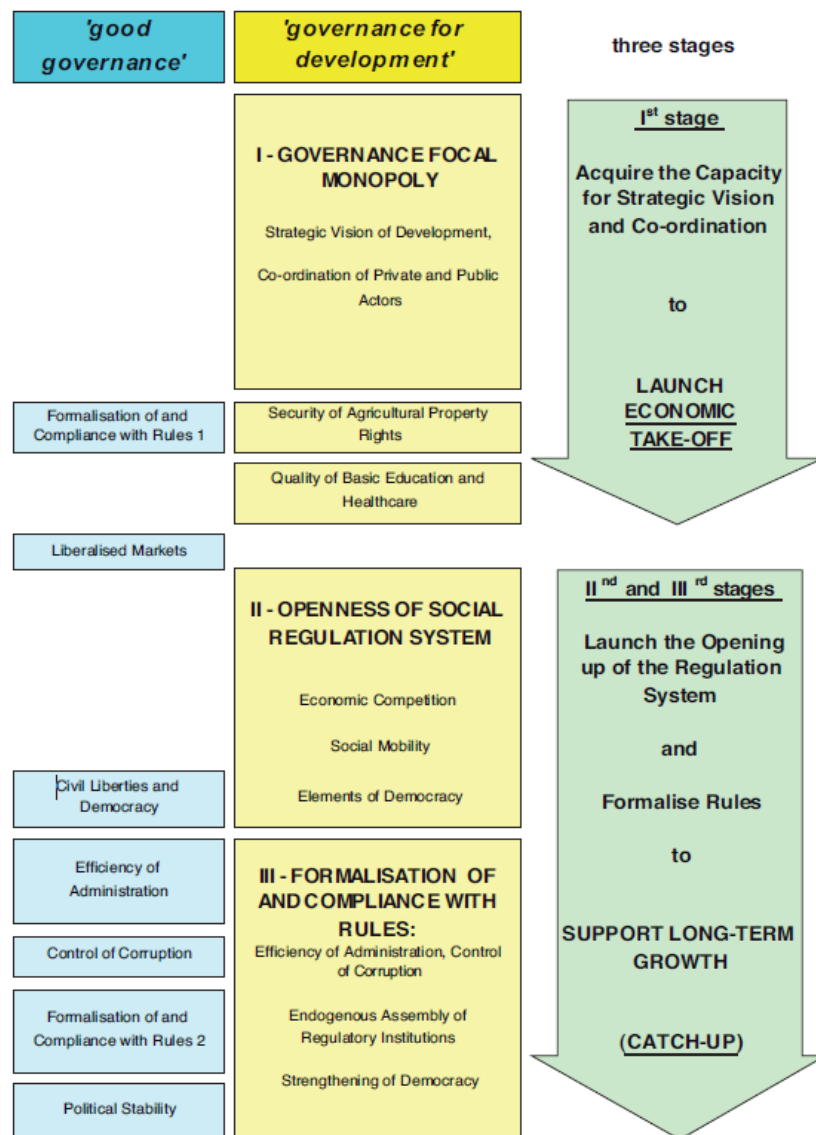 'good
governance'
'governance for
development'
three stages
I - GOVERNANCE FOCAL
MONOPOLY
Strategic Vision of Development,
Co-ordination of Private and Public
Actors
Ist stage
Acquire the Capacity
for Strategic Vision
and Co-ordination
to
LAUNCH
ECONOMIC
TAKE-OFF
Formalisation of and
Compliance with Rules 1
Security of Agricultural Property
Rights
Quality of Basic Education and
Healthcare
Liberalised Markets
II - OPENNESS OF SOCIAL
REGULATION SYSTEM
Economic Competition
Social Mobility
Elements of Democracy
IInd and IIIrd stages
Launch the Opening
up of the Regulation
System
and
Formalise Rules
to
SUPPORT LONG-TERM
GROWTH
(CATCH-UP)
Civil Liberties and
Democracy
Efficiency of
Administration
Control of Corruption
Formalisation of and
Compliance with Rules 2
Political Stability
III - FORMALISATION OF
AND COMPLIANCE WITH
RULES:
Efficiency of Administration, Control
of Corruption
Endogenous Assembly of
Regulatory Institutions
Strengthening of Democracy